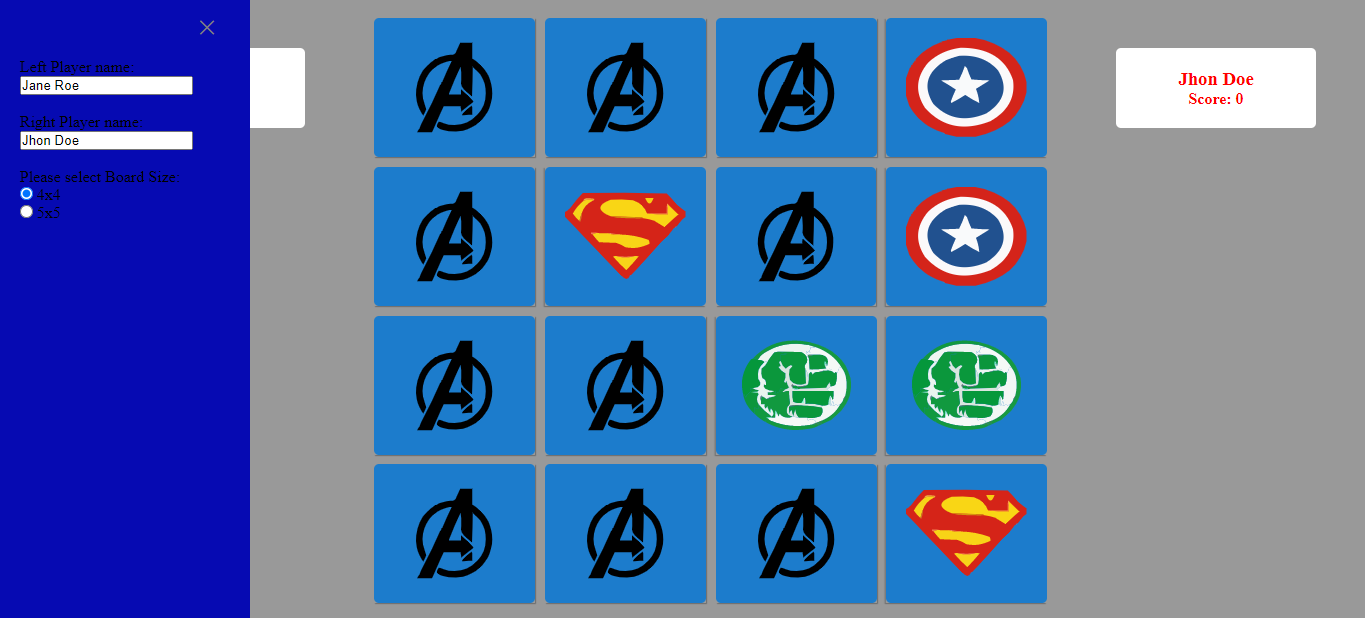 Left Player name:
Jane Roe
Right Player name:
Jhon Doe
Please select Board Size:
4x4
5x5
Jhon Doe
Score: 0